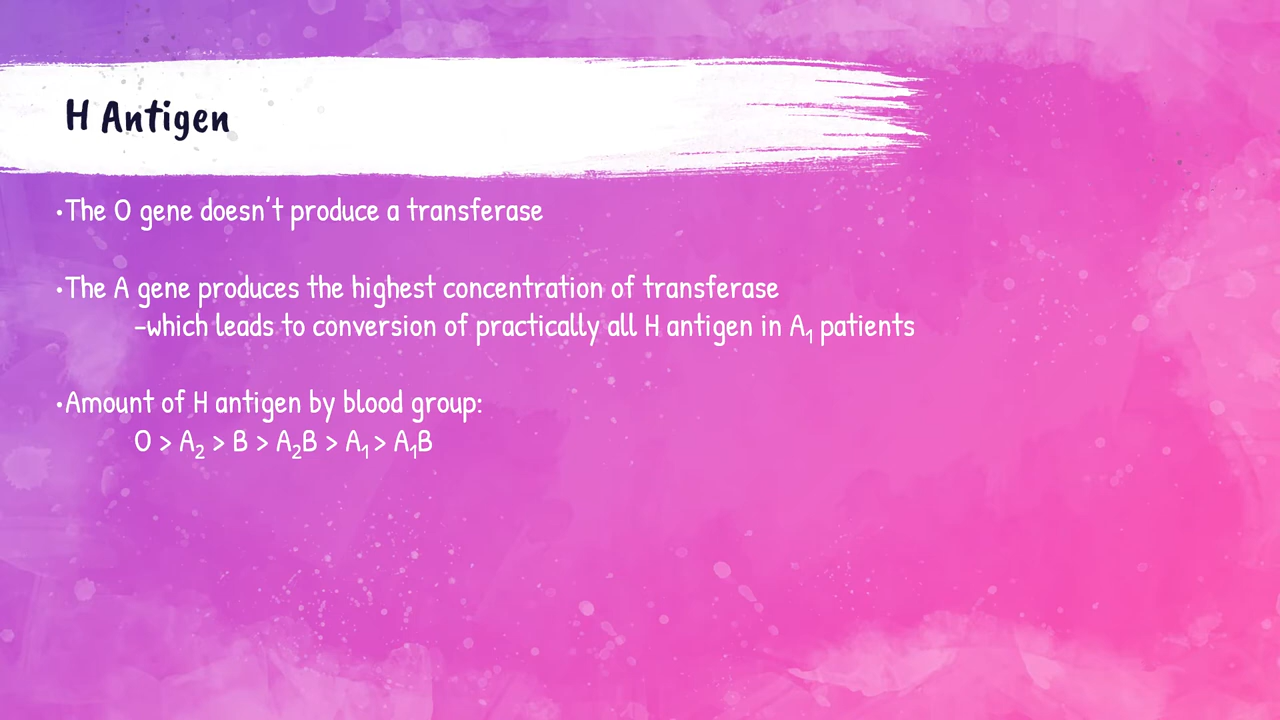 H Antigen
•The O gene doesn't produce a transferase
•The A gene produces the highest concentration of transferase
–which leads to conversion of practically all H antigen in A₁ patients
•Amount of H antigen by blood group:
O > A₂ > B > A₂B > A₁ > A₁B